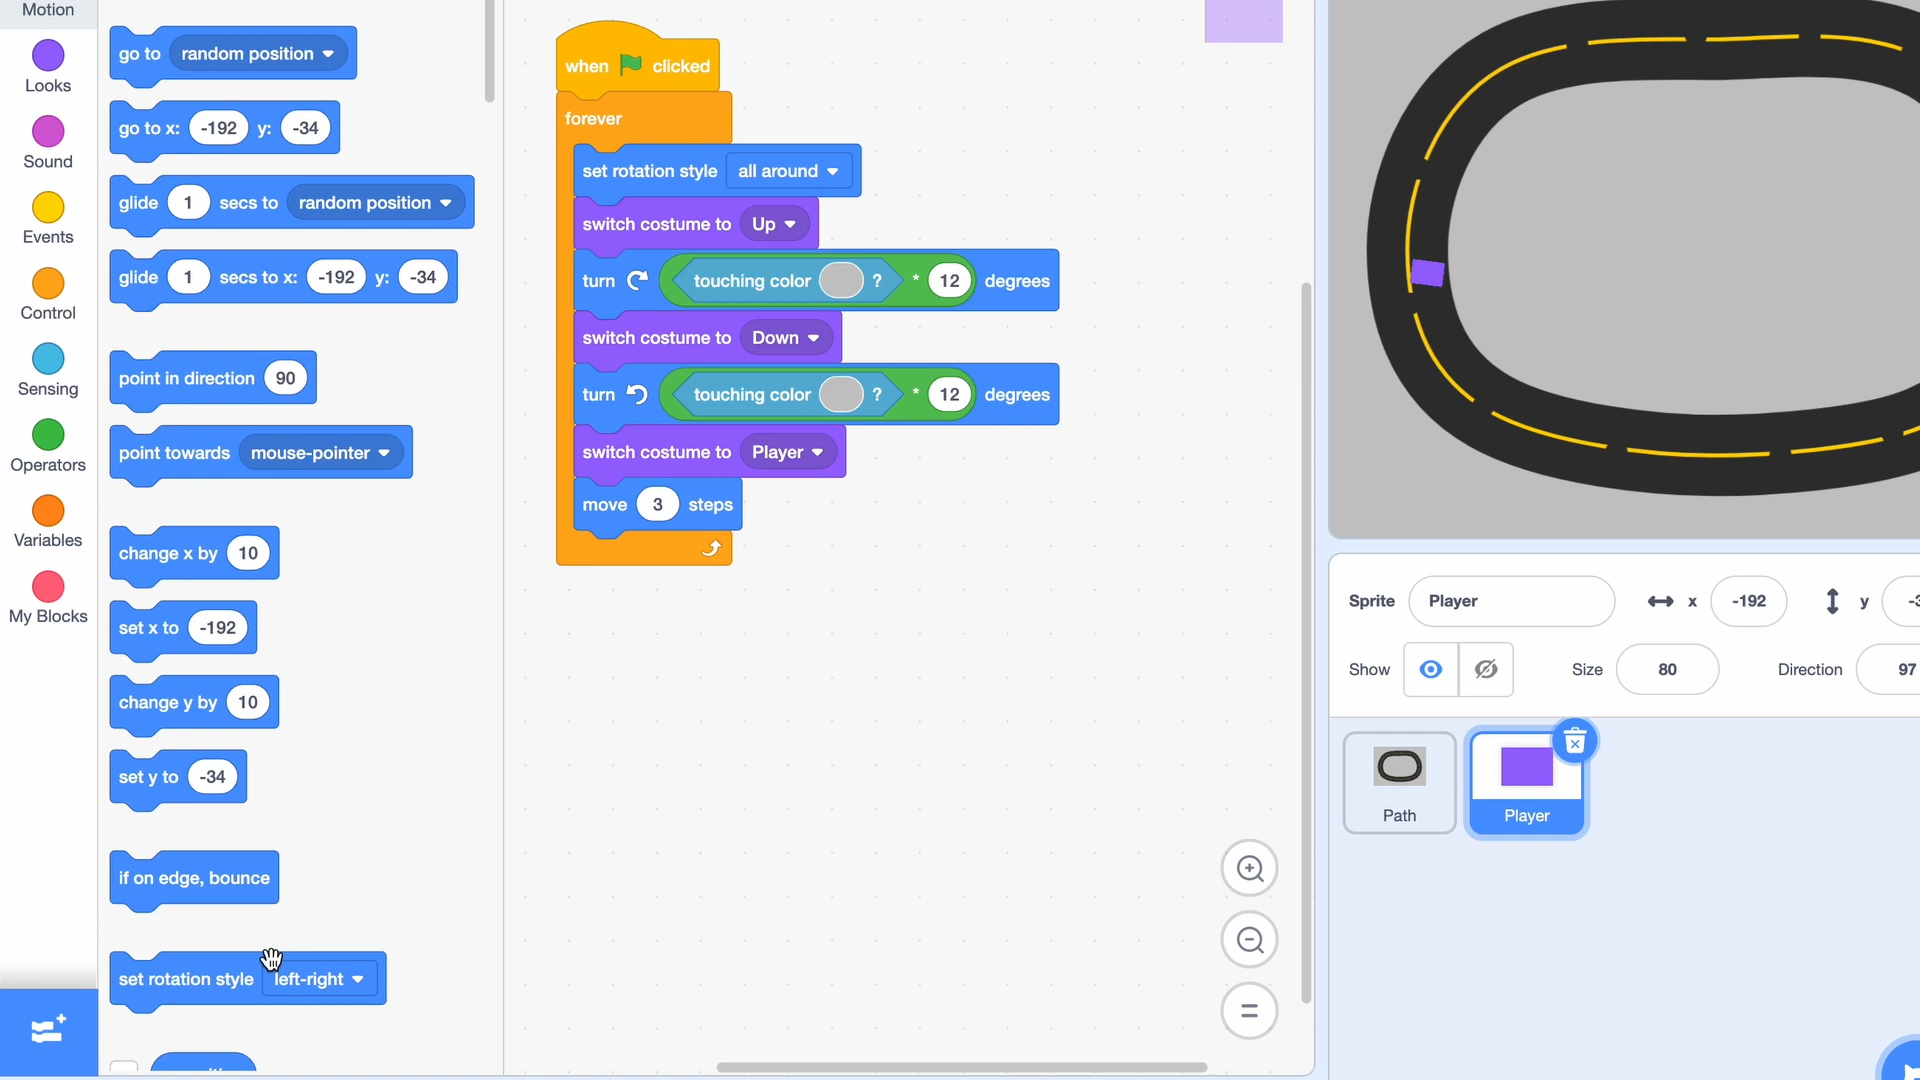 Motion
Looks
Sound
Events
Control
Sensing
Operators
Variables
My Blocks
go to random position
go to x: -192 y: -34
glide 1 secs to random position
glide 1 secs to x: -192 y: -34
point in direction 90
point towards mouse-pointer
change x by 10
set x to -192
change y by 10
set y to -34
if on edge, bounce
set rotation style left-right
when clicked
forever
set rotation style all around
switch costume to Up
turn touching color ? * 12 degrees
switch costume to Down
turn touching color ? * 12 degrees
switch costume to Player
move 3 steps
Sprite Player x -192 y
Show Size 80 Direction 97
Path
Player